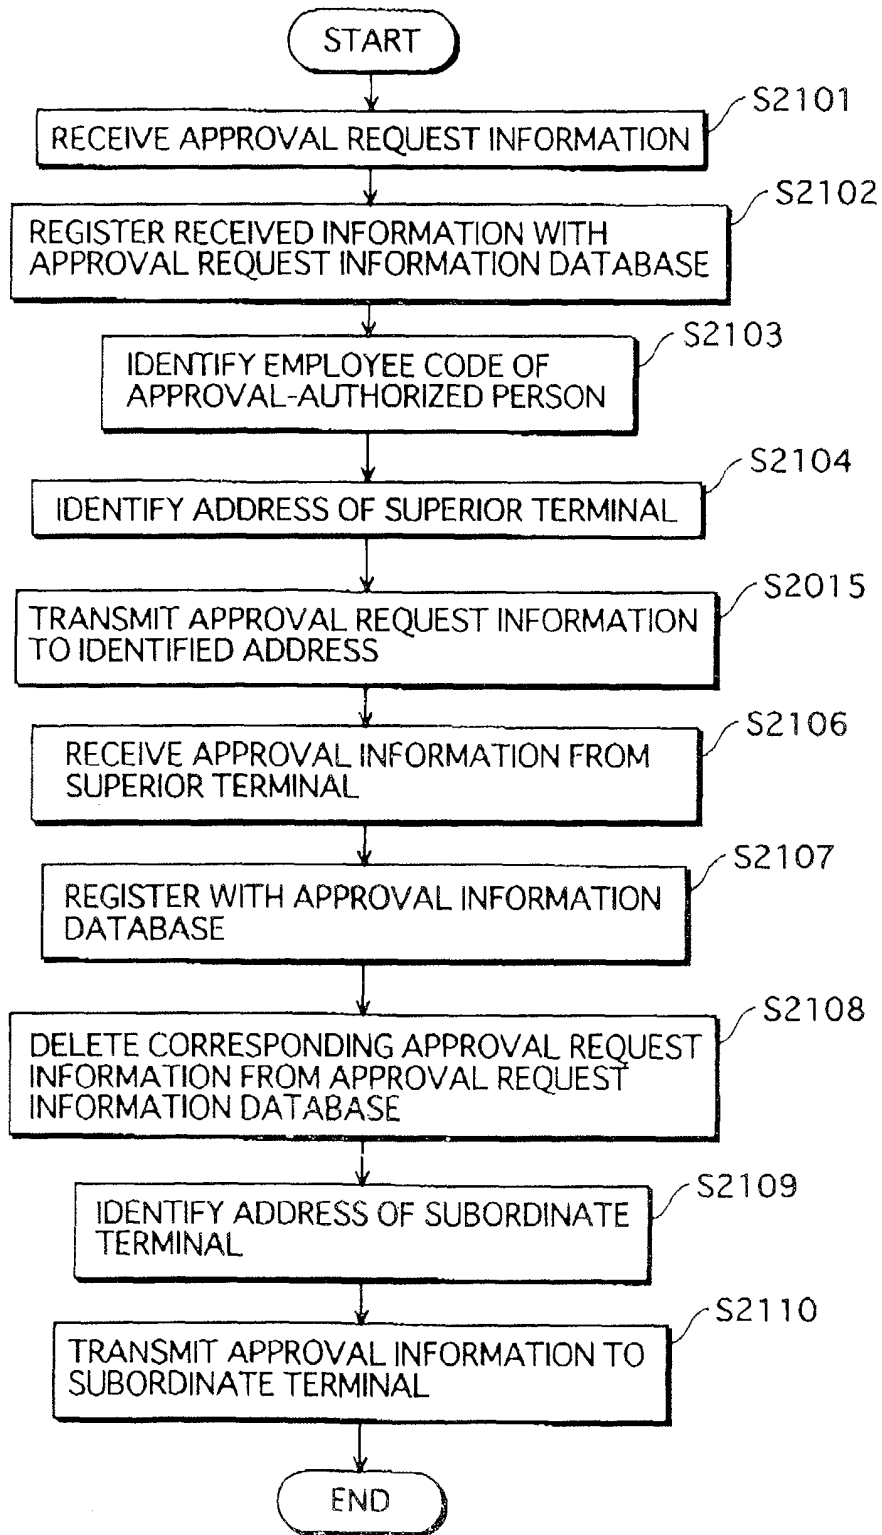 START
S2101
RECEIVE APPROVAL REQUEST INFORMATION
S2102
REGISTER RECEIVED INFORMATION WITH
APPROVAL REQUEST INFORMATION DATABASE
S2103
IDENTIFY EMPLOYEE CODE OF
APPROVAL-AUTHORIZED PERSON
S2104
IDENTIFY ADDRESS OF SUPERIOR TERMINAL
S2015
TRANSMIT APPROVAL REQUEST INFORMATION
TO IDENTIFIED ADDRESS
S2106
RECEIVE APPROVAL INFORMATION FROM
SUPERIOR TERMINAL
S2107
REGISTER WITH APPROVAL INFORMATION
DATABASE
S2108
DELETE CORRESPONDING APPROVAL REQUEST
INFORMATION FROM APPROVAL REQUEST
INFORMATION DATABASE
S2109
IDENTIFY ADDRESS OF SUBORDINATE
TERMINAL
S2110
TRANSMIT APPROVAL INFORMATION TO
SUBORDINATE TERMINAL
END